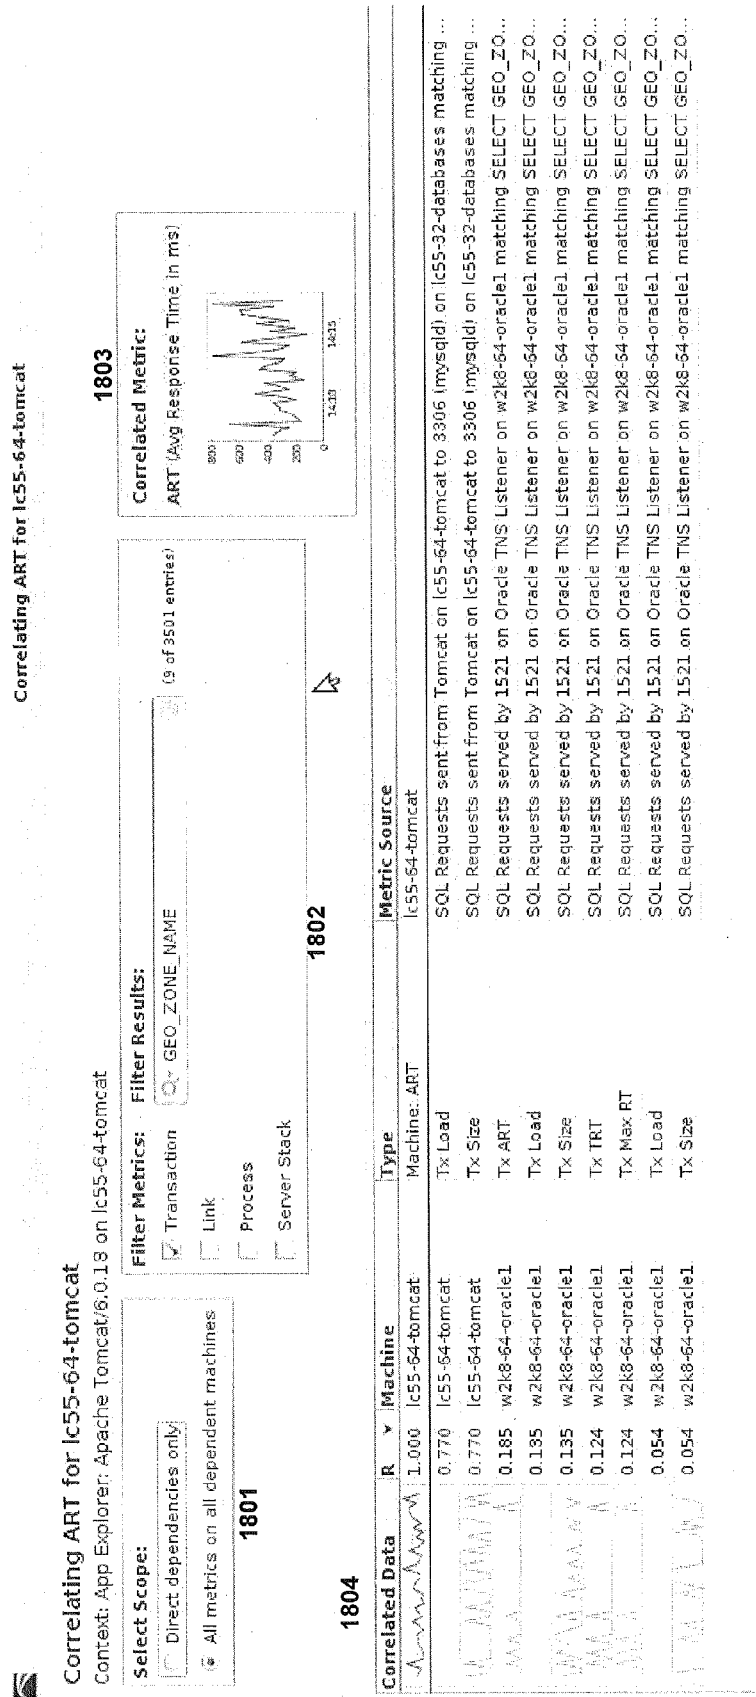 Correlating ART for lc55-64-tomcat
Correlating ART for lc55-64-tomcat
Context: App Explorer: Apache Tomcat/6.0.18 on lc55-64-tomcat
Select Scope:
Direct dependencies only
All metrics on all dependent machines
1801
Filter Metrics:
Transaction
Link
Process
Server Stack
Filter Results:
GEO_ZONE_NAME
(9 of 3501 entries)
1802
1803
Correlated Metric:
ART (Avg Response Time in ms)
800
600
400
200
0
14:10
14:15
1804
Correlated Data R Machine Type Metric Source
1.000 lc55-64-tomcat Machine: ART lc55-64-tomcat
0.770 lc55-64-tomcat Tx Load SQL Requests sent from Tomcat on lc55-64-tomcat to 3306 (mysqld) on lc55-32-databases matching ...
0.770 lc55-64-tomcat Tx Size SQL Requests sent from Tomcat on lc55-64-tomcat to 3306 (mysqld) on lc55-32-databases matching ...
0.185 w2k8-64-oracle1 Tx ART SQL Requests served by 1521 on Oracle TNS Listener on w2k8-64-oracle1 matching SELECT GEO_ZO...
0.135 w2k8-64-oracle1 Tx Load SQL Requests served by 1521 on Oracle TNS Listener on w2k8-64-oracle1 matching SELECT GEO_ZO...
0.135 w2k8-64-oracle1 Tx Size SQL Requests served by 1521 on Oracle TNS Listener on w2k8-64-oracle1 matching SELECT GEO_ZO...
0.124 w2k8-64-oracle1 Tx TRT SQL Requests served by 1521 on Oracle TNS Listener on w2k8-64-oracle1 matching SELECT GEO_ZO...
0.124 w2k8-64-oracle1 Tx Max RT SQL Requests served by 1521 on Oracle TNS Listener on w2k8-64-oracle1 matching SELECT GEO_ZO...
0.054 w2k8-64-oracle1 Tx Load SQL Requests served by 1521 on Oracle TNS Listener on w2k8-64-oracle1 matching SELECT GEO_ZO...
0.054 w2k8-64-oracle1 Tx Size SQL Requests served by 1521 on Oracle TNS Listener on w2k8-64-oracle1 matching SELECT GEO_ZO...